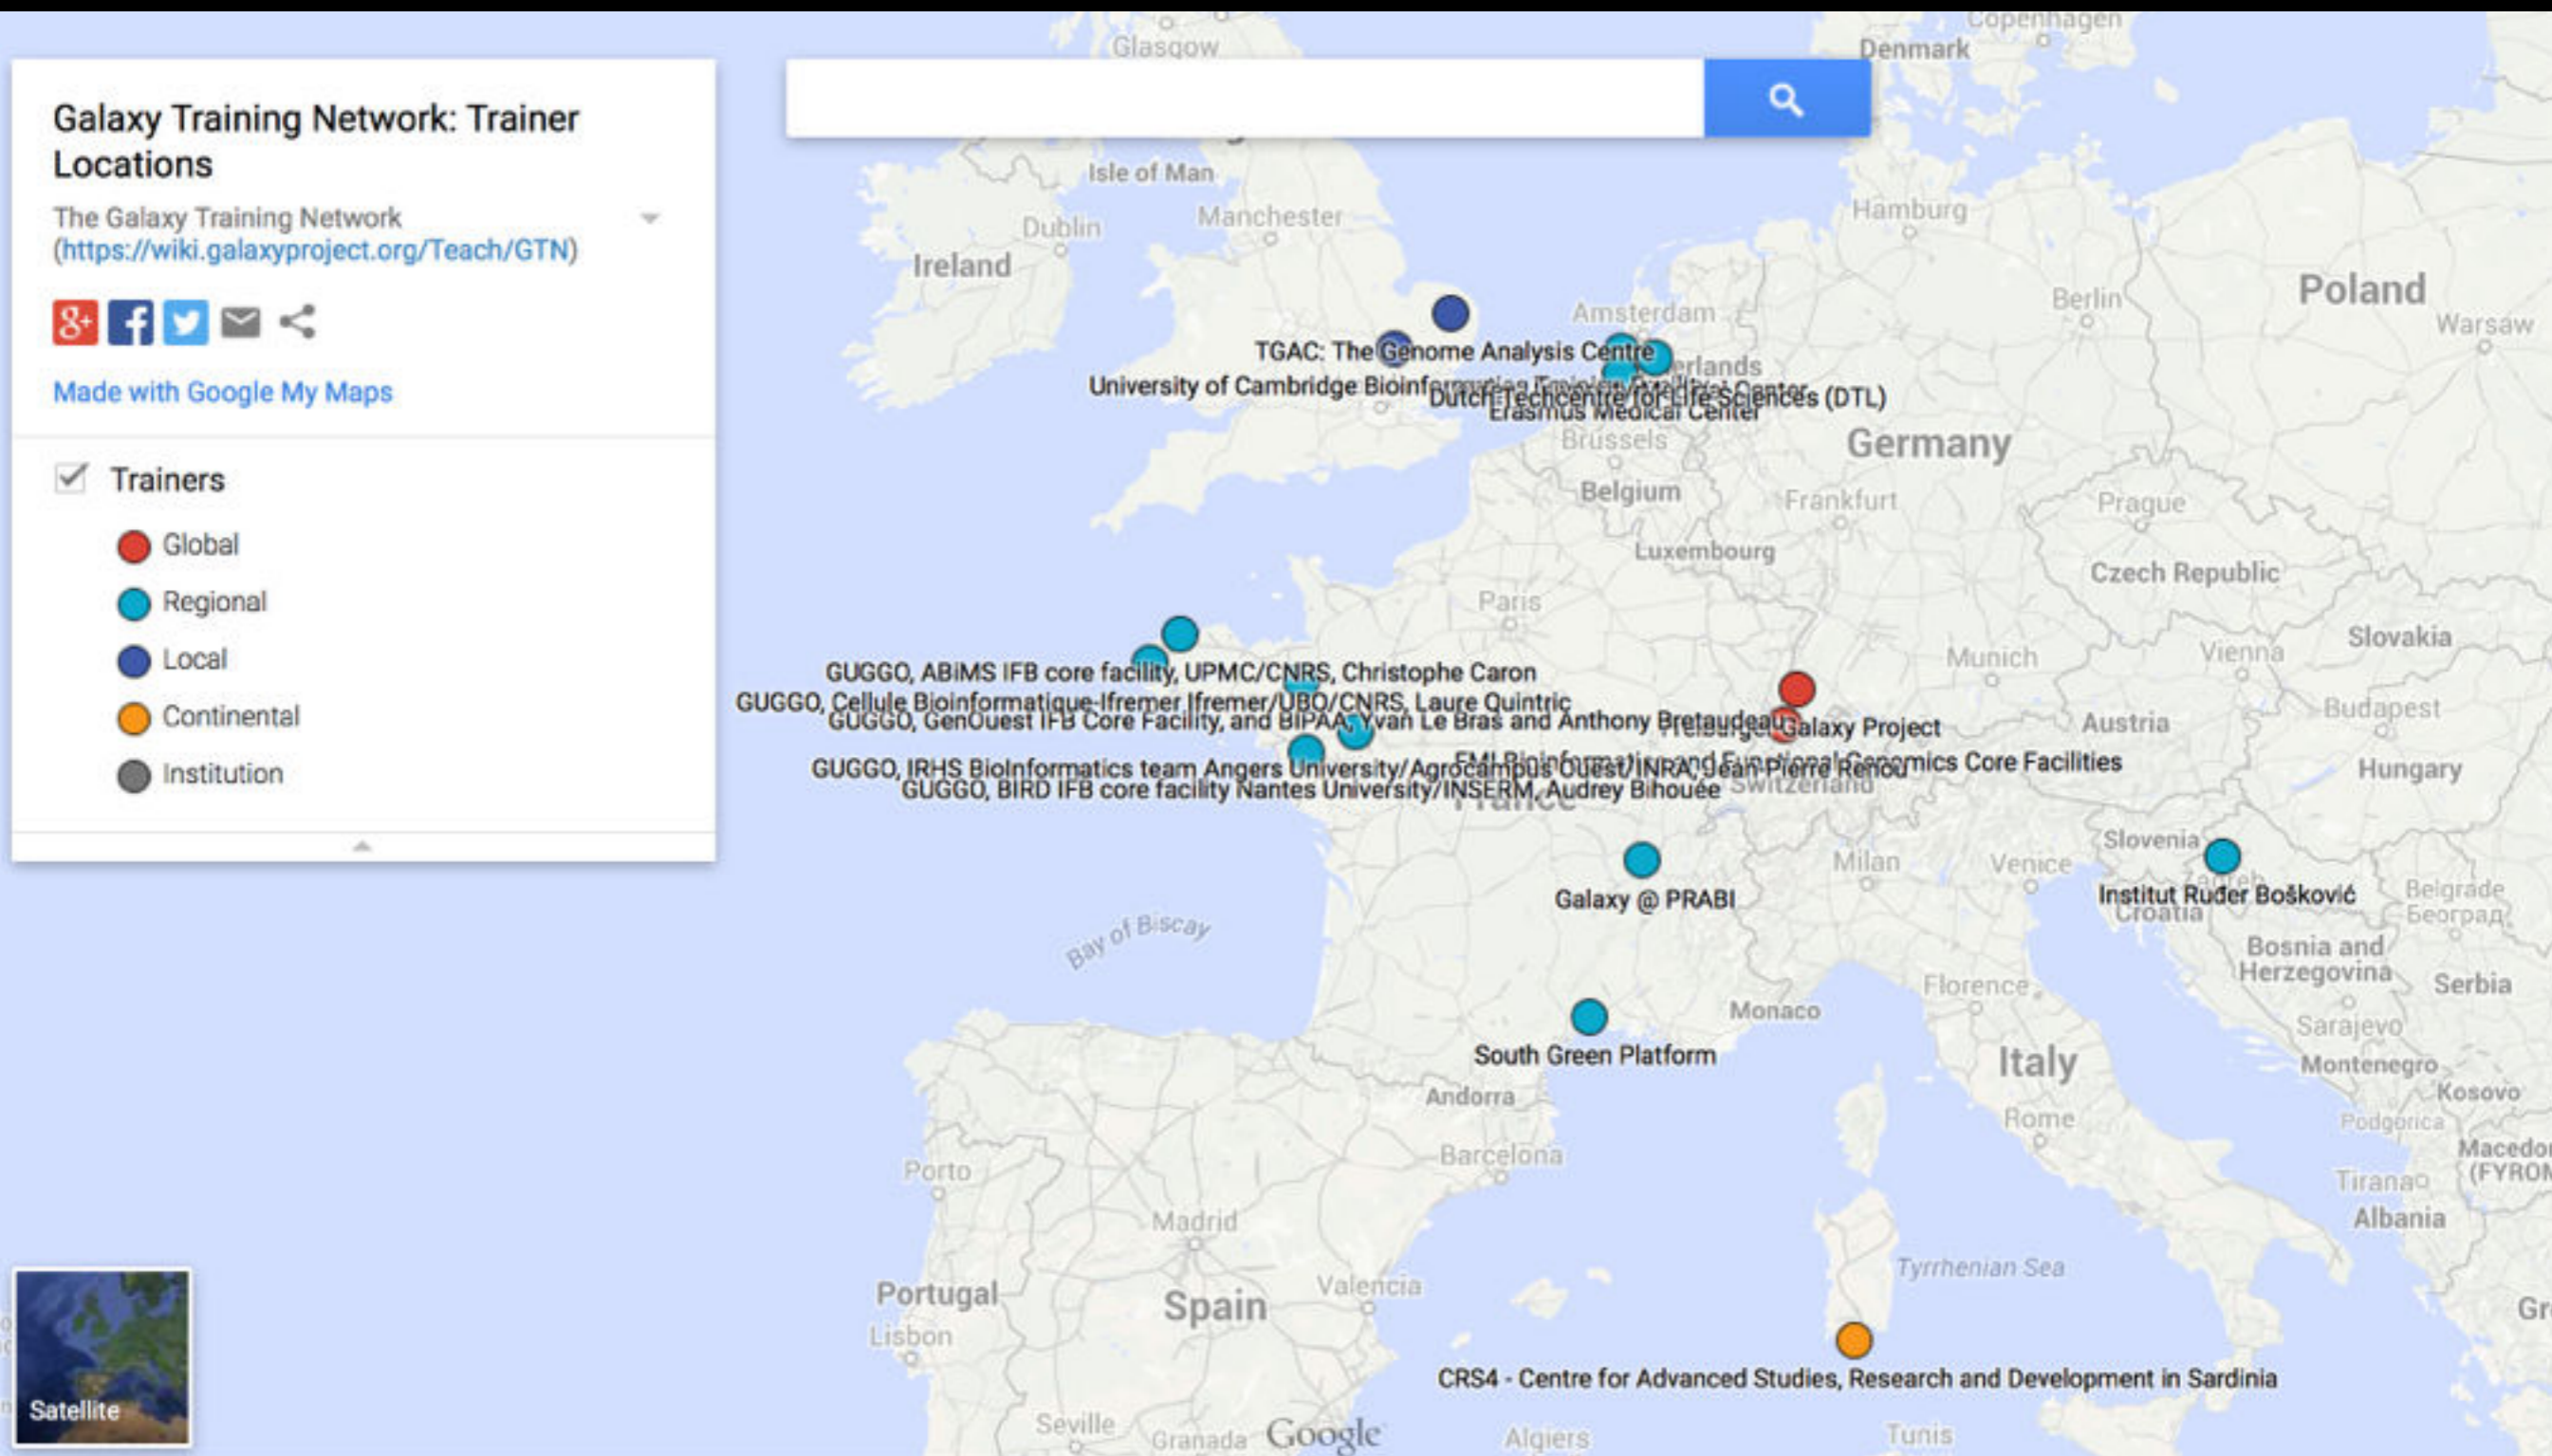 Galaxy Training Network: Trainer
Locations
The Galaxy Training Network
(https://wiki.galaxyproject.org/Teach/GTN)
8+
Made with Google My Maps
Trainers
Global
Regional
Local
Continental
Institution
Satellite
Glasgow
Copenhagen
Denmark
Isle of Man
Manchester
Dublin
Ireland
Hamburg
Amsterdam
Berlin
Poland
Warsaw
TGAC: The Genome Analysis Centre
erlands
University of Cambridge
Dutch Techcentre for Life Sciences (DTL)
Erasmus Medical Center
Brussels
Germany
Belgium
Frankfurt
Prague
Luxembourg
Czech Republic
Paris
Slovakia
Munich
Vienna
GUGGO, ABiMS IFB core facility, UPMC/CNRS, Christophe Caron
GUGGO, Cellule Bioinformatique-Ifremer Ifremer/UBO/CNRS, Laure Quintric
GUGGO, GenOuest IFB Core Facility, and BIPAA, Yvan Le Bras and Anthony Bretaudeau
Galaxy Project
Budapest
Austria
Hungary
GUGGO, IRHS BioInformatics team Angers University/Agrocampus Ouest/INRA, Jean Pierre Renou
Core Facilities
GUGGO, BIRD IFB core facility Nantes University/INSERM, Audrey Bihouée
Switzerland
France
Slovenia
Milan
Venice
Galaxy @ PRABI
Zagreb
Institut Ruđer Bošković
Croatia
Belgrade
Београд
Bay of Biscay
Bosnia and
Herzegovina
Serbia
Florence
Monaco
Sarajevo
South Green Platform
Italy
Montenegro
Andorra
Kosovo
Rome
Podgorica
Barcelona
Macedon
(FYROM
Porto
Tirana
Madrid
Albania
Tyrrhenian Sea
Portugal
Spain
Valencia
Gre
Lisbon
CRS4 - Centre for Advanced Studies, Research and Development in Sardinia
Seville
Granada
Google
Algiers
Tunis